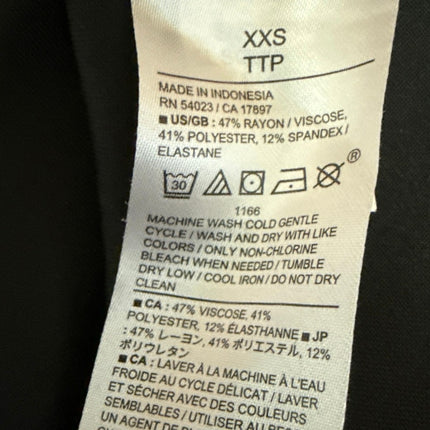 XXS
TTP
MADE IN INDONESIA
RN 54023 / CA 17897
■ US/GB : 47% RAYON / VISCOSE,
41% POLYESTER, 12% SPANDEX /
ELASTANE
30
®
1166
MACHINE WASH COLD GENTLE
CYCLE / WASH AND DRY WITH LIKE
COLORS / ONLY NON-CHLORINE
BLEACH WHEN NEEDED / TUMBLE
DRY LOW / COOL IRON / DO NOT DRY
CLEAN
■ CA : 47% VISCOSE, 41%
POLYESTER, 12% ÉLASTHANNE ■ JP
: 47% レーヨン, 41% ポリエステル, 12%
ポリウレタン
■ CA : LAVER À LA MACHINE À L'EAU
FROIDE AU CYCLE DÉLICAT / LAVER
ET SÉCHER AVEC DES COULEURS
SEMBLABLES / UTILISER AU BESOIN
UN AGENT DE